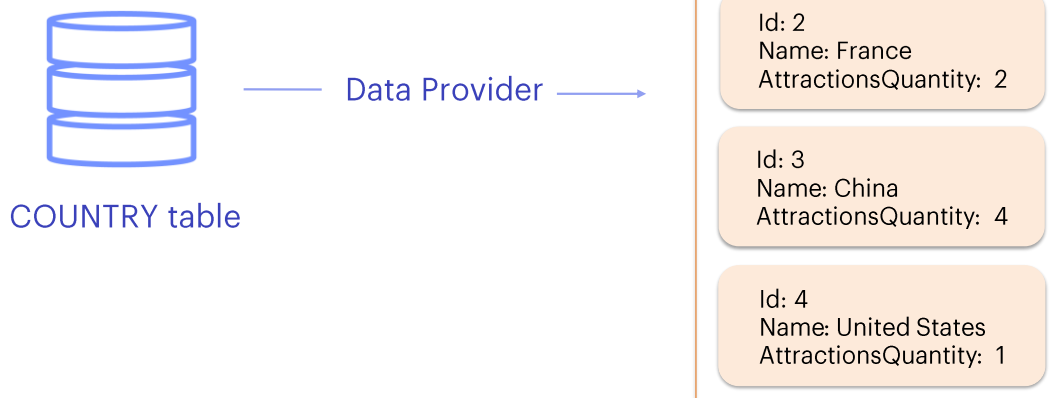 Data Provider
COUNTRY table
Id: 2
Name: France
AttractionsQuantity: 2
Id: 3
Name: China
AttractionsQuantity: 4
Id: 4
Name: United States
AttractionsQuantity: 1